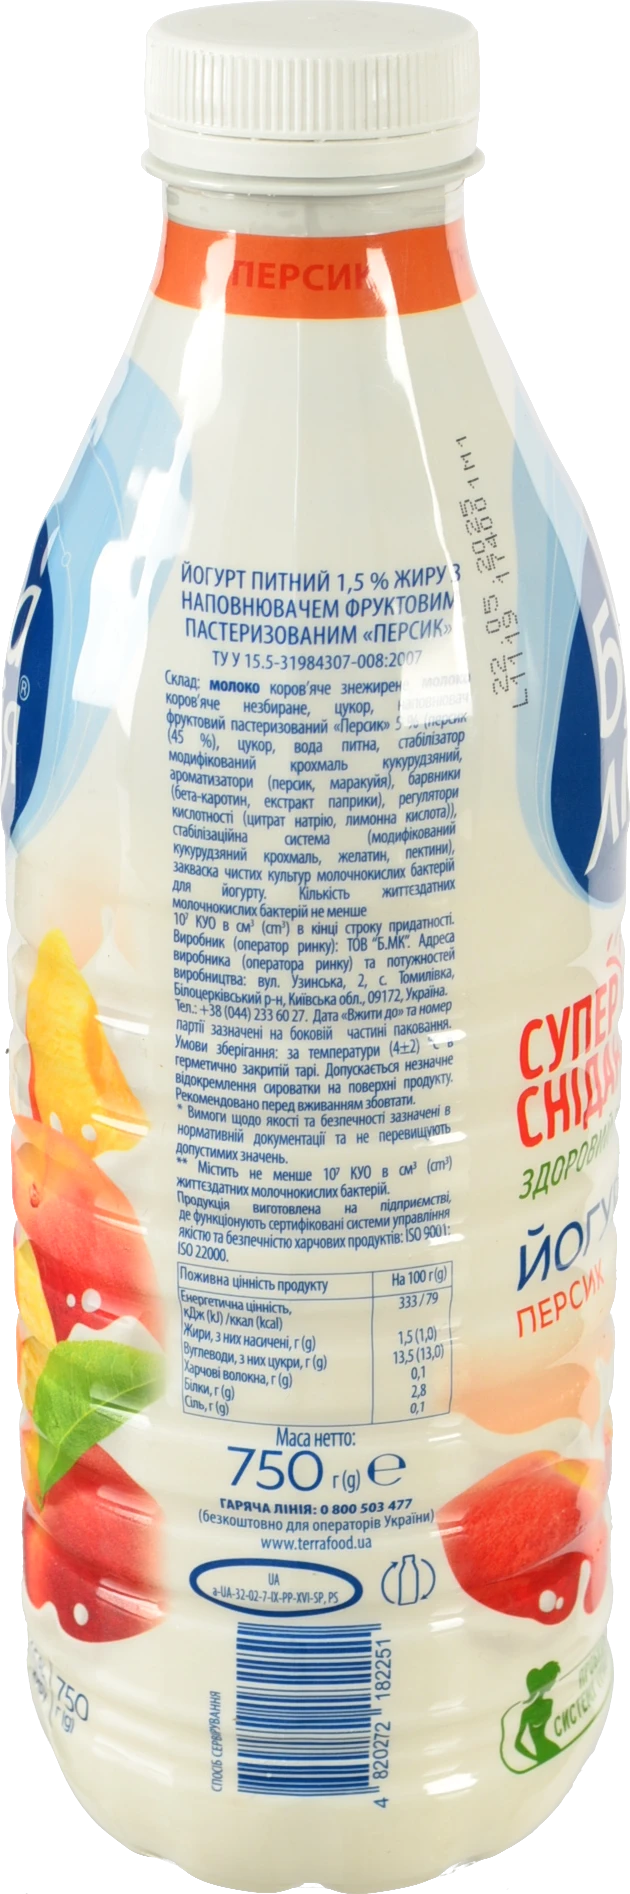 ПЕРСИК
22 05 2025
ЙОГУРТ ПИТНИЙ 1,5 % ЖИРУ З
НАПОВНЮВАЧЕМ ФРУКТОВИМ
ПАСТЕРИЗОВАНИМ «ПЕРСИК»
ТУ У 15.5-31984307-008:2007
Склад: молоко коров'яче знежирене, молоко
коров'яче незбиране, цукор, наповнювач
фруктовий пастеризований «Персик» 5 % (персик
(45 %), цукор, вода питна, стабілізатор
модифікований крохмаль кукурудзяний,
ароматизатори (персик, маракуйя), барвники
(бета-каротин, екстракт паприки), регулятори
кислотності (цитрат натрію, лимонна кислота)),
стабілізаційна система (модифікований
кукурудзяний крохмаль, желатин, пектини),
закваска чистих культур молочнокислих бактерій
для йогурту. Кількість життєздатних
молочнокислих бактерій не менше
10⁷ КУО в см³ (cm³) в кінці строку придатності.
Виробник (оператор ринку): ТОВ "Б.МК". Адреса
виробника (оператора ринку) та потужностей
виробництва: вул. Узинська, 2, с. Томилівка,
Білоцерківський р-н, Київська обл., 09172, Україна.
Тел.: +38 (044) 233 60 27. Дата «Вжити до» та номер
партії зазначені на боковій частині паковання.
Умови зберігання: за температури (4±2) °С в
герметично закритій тарі. Допускається незначне
відокремлення сироватки на поверхні продукту.
Рекомендовано перед вживанням збовтати.
* Вимоги щодо якості та безпечності зазначені в
нормативній документації та не перевищують
допустимих значень.
** Містить не менше 10⁷ КУО в см³ (cm³)
життєздатних молочнокислих бактерій.
Продукція виготовлена на підприємстві,
де функціонують сертифіковані системи управління
якістю та безпечністю харчових продуктів: ISO 9001;
ISO 22000.
Поживна цінність продукту На 100 г(g)
Енергетична цінність,
кДж (kJ) /ккал (kcal) 333/79
Жири, з них насичені, г (g) 1,5 (1,0)
Вуглеводи, з них цукри, г (g) 13,5 (13,0)
Харчові волокна, г (g) 0,1
Білки, г (g) 2,8
Сіль, г (g) 0,1
Маса нетто:
750 г (g) ℮
ГАРЯЧА ЛІНІЯ: 0 800 503 477
(безкоштовно для операторів України)
www.terrafood.ua
UA
a-UA-32-02-7-IX-PP-XVI-SP, PS
СПОСІБ СЕРВІРУВАННЯ
4 820272 182251
СУПЕР
СНІДАН
ЗДОРОВИЙ
ЙОГУ
ПЕРСИК
750
г (g)